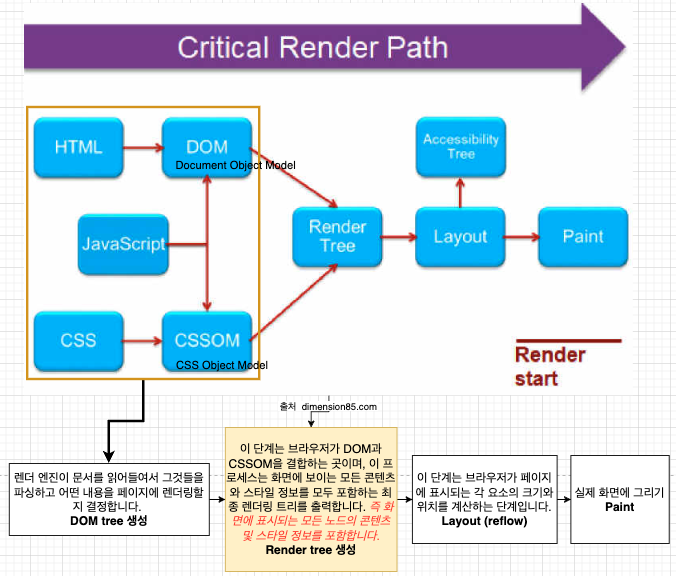 Critical Render Path
HTML
DOM
Document Object Model
Accessibility
Tree
JavaScript
Render
Tree
Layout
Paint
CSS
CSSOM
CSS Object Model
Render
start
출처 dimension85.com
렌더 엔진이 문서를 읽어들여서 그것들을
파싱하고 어떤 내용을 페이지에 렌더링할
지 결정합니다.
DOM tree 생성
이 단계는 브라우저가 DOM과
CSSOM을 결합하는 곳이며, 이 프
로세스는 화면에 보이는 모든 콘텐츠
와 스타일 정보를 모두 포함하는 최
종 렌더링 트리를 출력합니다. 즉 화
면에 표시되는 모든 노드의 콘텐츠
및 스타일 정보를 포함합니다.
Render tree 생성
이 단계는 브라우저가 페이지
에 표시되는 각 요소의 크기와
위치를 계산하는 단계입니다.
Layout (reflow)
실제 화면에 그리기
Paint